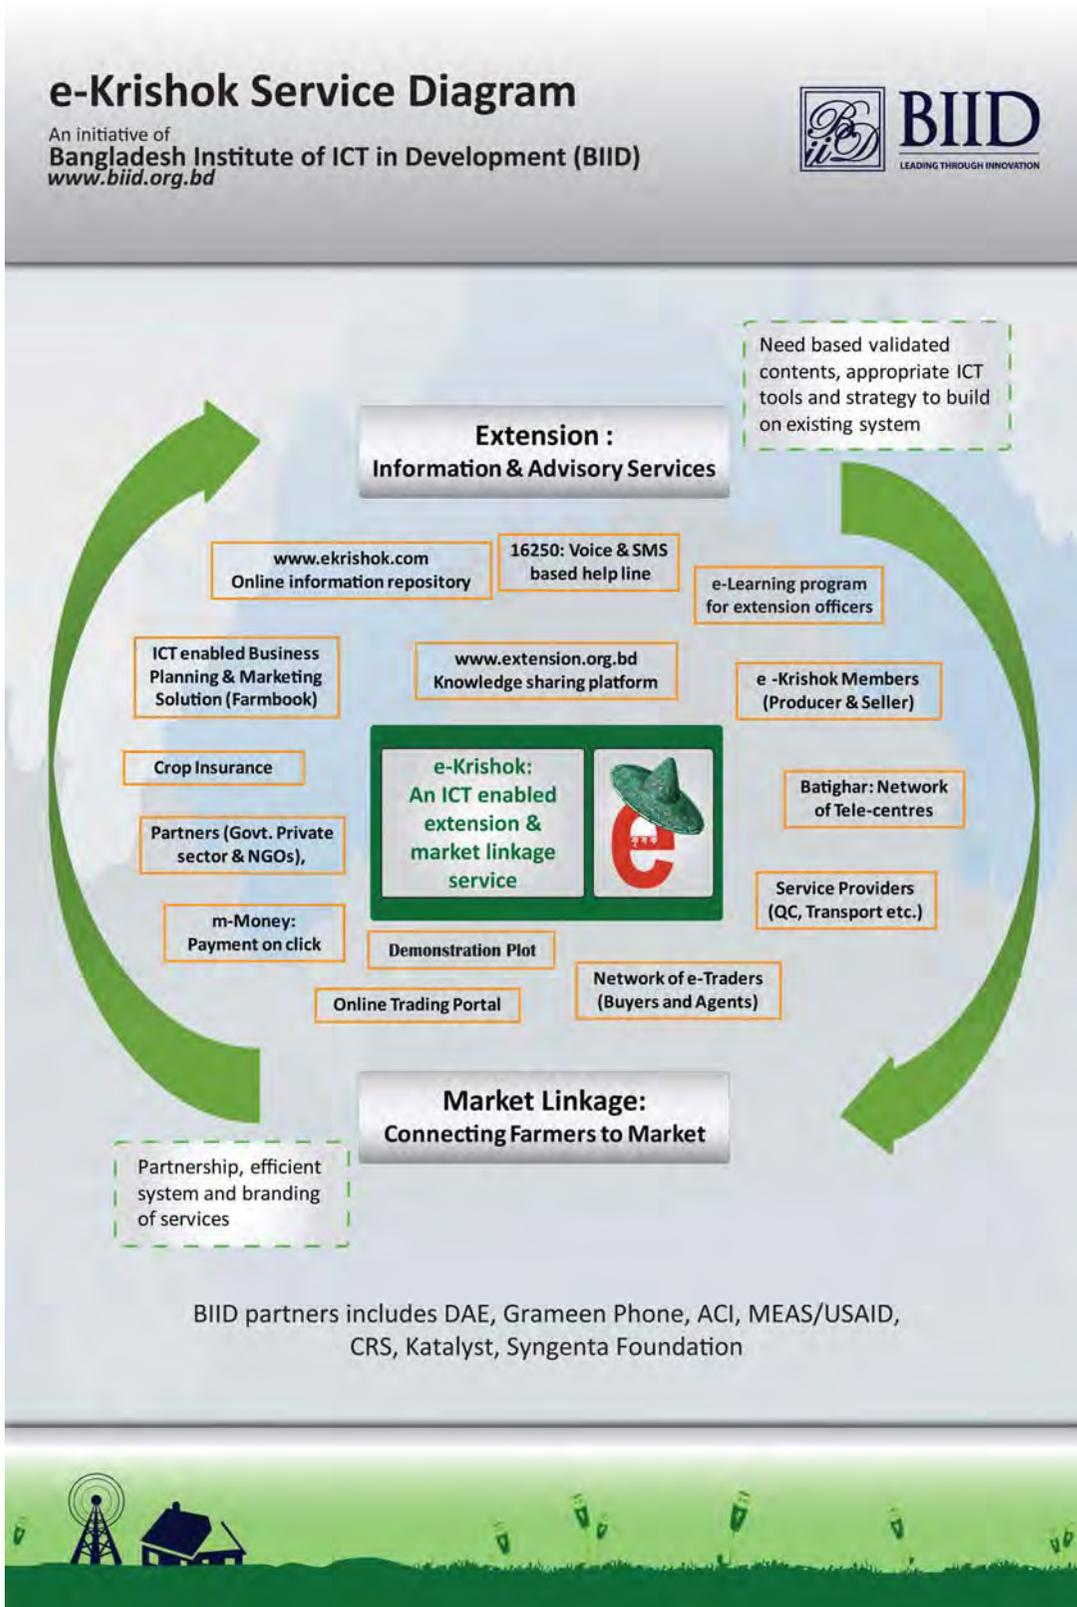 e-Krishok Service Diagram
An initiative of
Bangladesh Institute of ICT in Development (BIID)
www.biid.org.bd
BIID
LEADING THROUGH INNOVATION
Need based validated
contents, appropriate ICT
tools and strategy to build
on existing system
Extension :
Information & Advisory Services
www.ekrishok.com
Online information repository
16250: Voice & SMS
based help line
e-Learning program
for extension officers
ICT enabled Business
Planning & Marketing
Solution (Farmbook)
www.extension.org.bd
Knowledge sharing platform
e -Krishok Members
(Producer & Seller)
Crop Insurance
e-Krishok:
An ICT enabled
extension &
market linkage
service
e
কৃষক
Batighar: Network
of Tele-centres
Partners (Govt. Private
sector & NGOs),
Service Providers
(QC, Transport etc.)
m-Money:
Payment on click
Demonstration Plot
Network of e-Traders
(Buyers and Agents)
Online Trading Portal
Market Linkage:
Connecting Farmers to Market
Partnership, efficient
system and branding
of services
BIID partners includes DAE, Grameen Phone, ACI, MEAS/USAID,
CRS, Katalyst, Syngenta Foundation